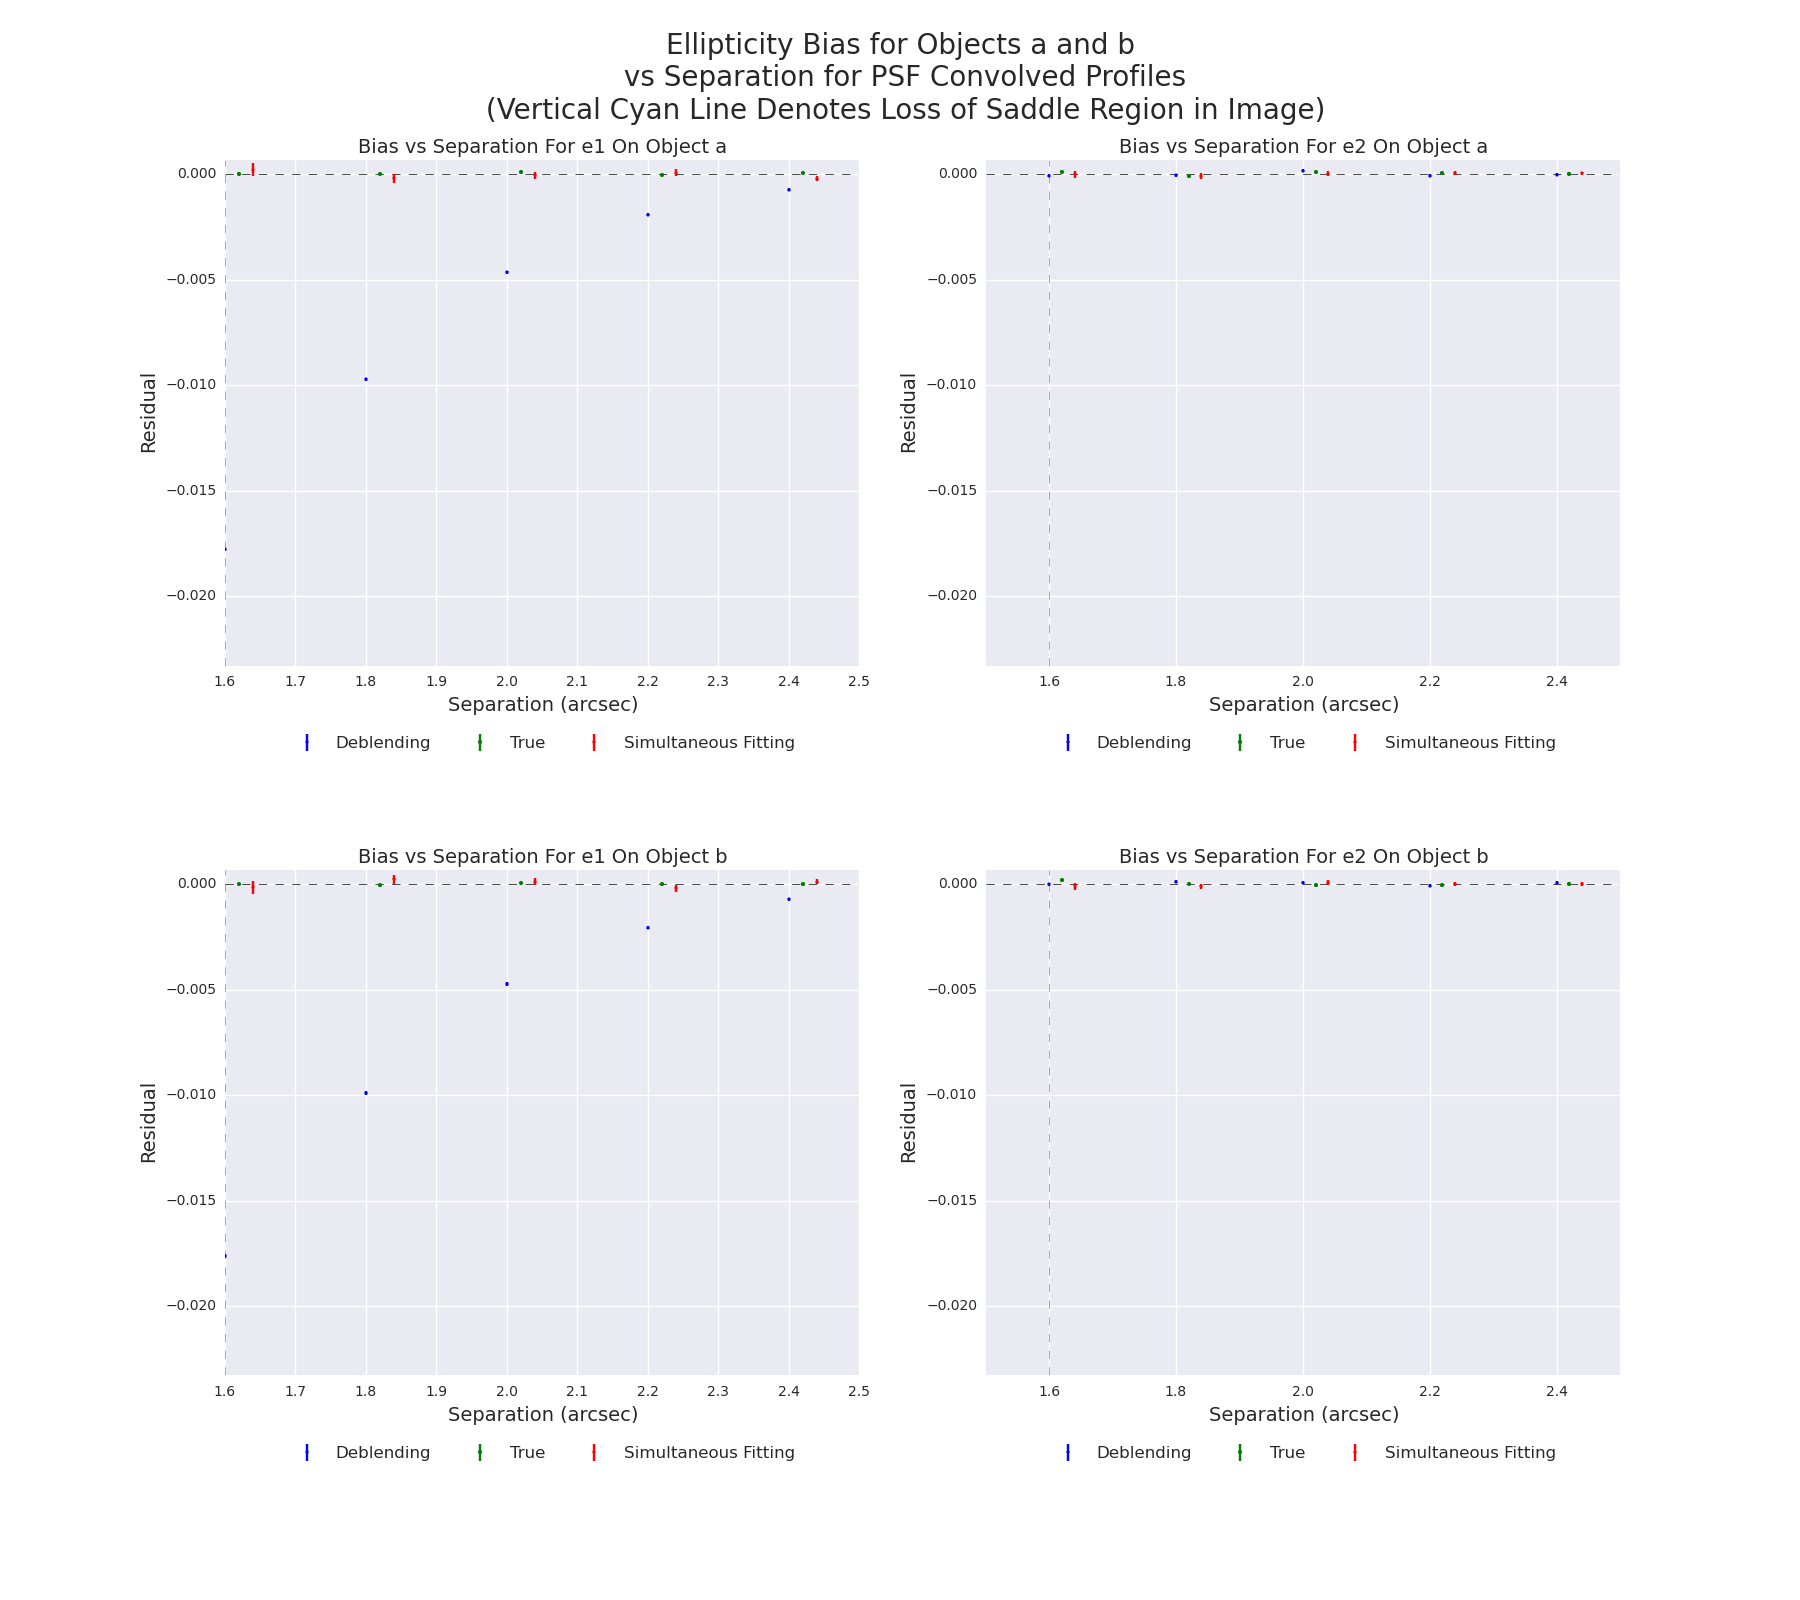 Ellipticity Bias for Objects a and b
vs Separation for PSF Convolved Profiles
(Vertical Cyan Line Denotes Loss of Saddle Region in Image)
Bias vs Separation For e1 On Object a
0.000
−0.005
−0.010
−0.015
−0.020
Residual
1.6 1.7 1.8 1.9 2.0 2.1 2.2 2.3 2.4 2.5
Separation (arcsec)
Deblending True Simultaneous Fitting
Bias vs Separation For e2 On Object a
0.000
−0.005
−0.010
−0.015
−0.020
Residual
1.6 1.8 2.0 2.2 2.4
Separation (arcsec)
Deblending True Simultaneous Fitting
Bias vs Separation For e1 On Object b
0.000
−0.005
−0.010
−0.015
−0.020
Residual
1.6 1.7 1.8 1.9 2.0 2.1 2.2 2.3 2.4 2.5
Separation (arcsec)
Deblending True Simultaneous Fitting
Bias vs Separation For e2 On Object b
0.000
−0.005
−0.010
−0.015
−0.020
Residual
1.6 1.8 2.0 2.2 2.4
Separation (arcsec)
Deblending True Simultaneous Fitting